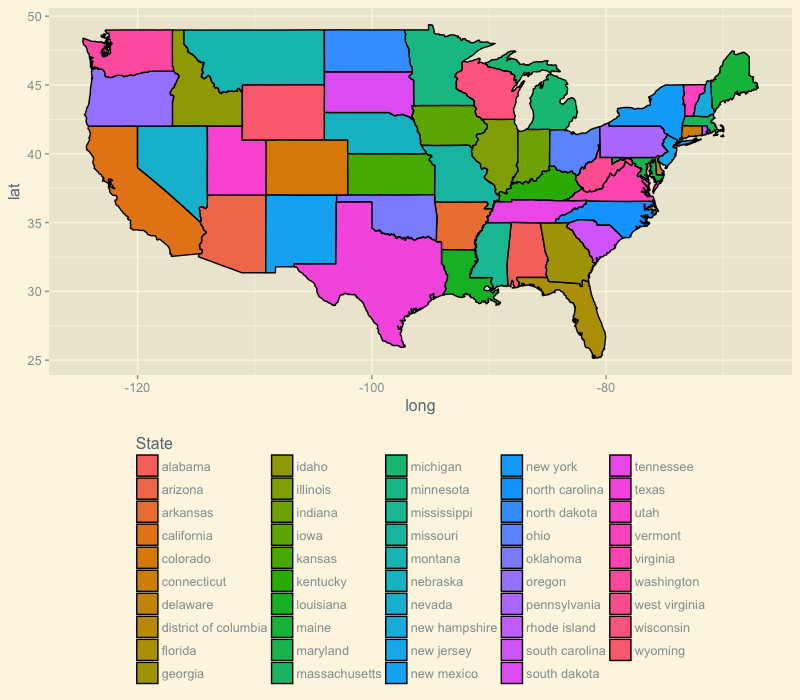 50
45
40
35
30
25
lat
-120 -100 -80
long
State
alabama idaho michigan new york tennessee
arizona illinois minnesota north carolina texas
arkansas indiana mississippi north dakota utah
california iowa missouri ohio vermont
colorado kansas montana oklahoma virginia
connecticut kentucky nebraska oregon washington
delaware louisiana nevada pennsylvania west virginia
district of columbia maine new hampshire rhode island wisconsin
florida maryland new jersey south carolina wyoming
georgia massachusetts new mexico south dakota